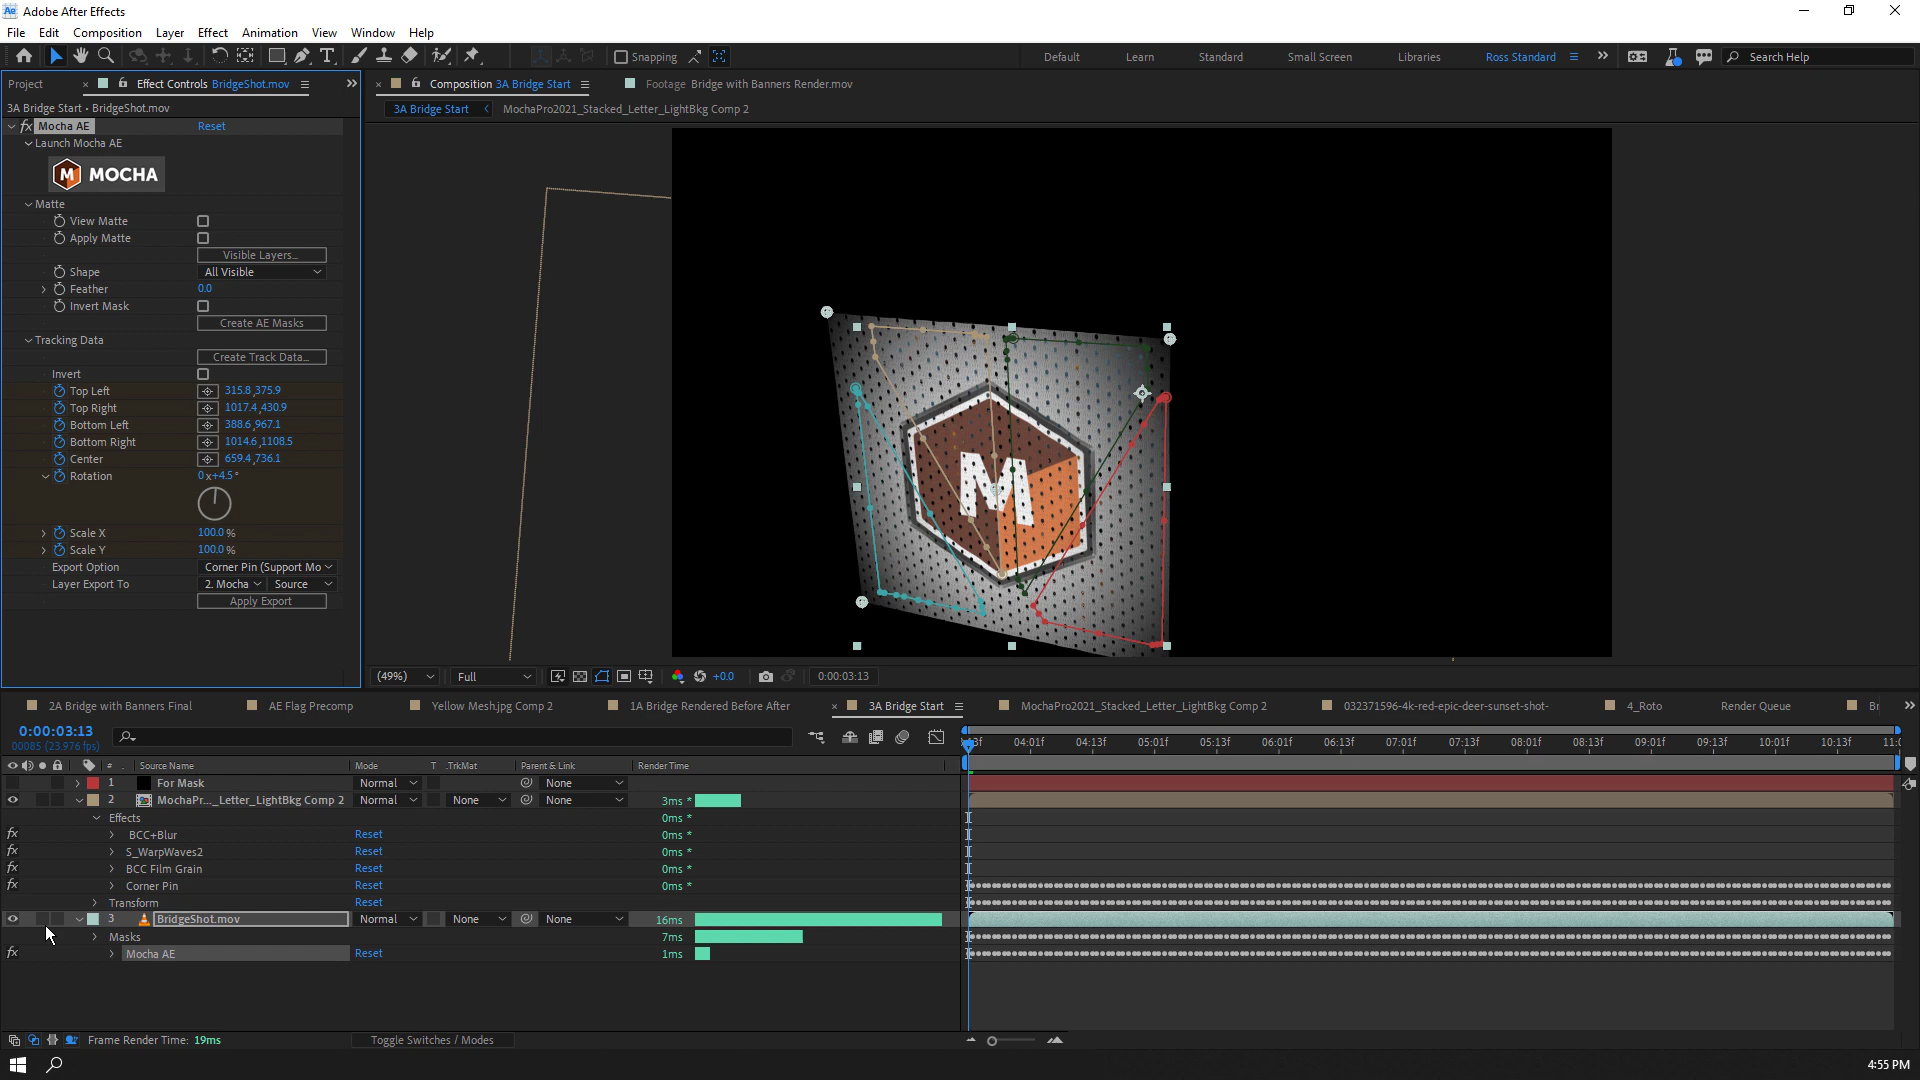 Ae Adobe After Effects
File Edit Composition Layer Effect Animation View Window Help
Snapping Default Learn Standard Small Screen Libraries Ross Standard Search Help
Project Effect Controls BridgeShot.mov
Composition 3A Bridge Start Footage Bridge with Banners Render.mov
3A Bridge Start • BridgeShot.mov
3A Bridge Start MochaPro2021_Stacked_Letter_LightBkg Comp 2
fx Mocha AE Reset
Launch Mocha AE
M MOCHA
Matte
View Matte
Apply Matte
Visible Layers...
Shape All Visible
Feather 0.0
Invert Mask
Create AE Masks
Tracking Data
Create Track Data...
Invert
Top Left 315.8,375.9
Top Right 1017.4,430.9
Bottom Left 388.6,967.1
Bottom Right 1014.6,1108.5
Center 659.4,736.1
Rotation 0x+4.5°
Scale X 100.0 %
Scale Y 100.0 %
Export Option Corner Pin (Support Mo
Layer Export To 2. Mocha Source
Apply Export
M
(49%) Full +0.0 0:00:03:13
2A Bridge with Banners Final AE Flag Precomp Yellow Mesh.jpg Comp 2 1A Bridge Rendered Before After 3A Bridge Start MochaPro2021_Stacked_Letter_LightBkg Comp 2 032371596-4k-red-epic-deer-sunset-shot- 4_Roto Render Queue Br
0:00:03:13
00085 (23.976 fps)
04:01f 04:13f 05:01f 05:13f 06:01f 06:13f 07:01f 07:13f 08:01f 08:13f 09:01f 09:13f 10:01f 10:13f
# Source Name Mode T .TrkMat Parent & Link Render Time
1 For Mask Normal None
2 MochaPr..._Letter_LightBkg Comp 2 Normal None None 3ms *
Effects 0ms *
fx BCC+Blur Reset 0ms *
fx S_WarpWaves2 Reset 0ms *
fx BCC Film Grain Reset 0ms *
fx Corner Pin Reset 0ms *
Transform Reset
3 BridgeShot.mov Normal None None 16ms
Masks 7ms
fx Mocha AE Reset 1ms
Frame Render Time: 19ms Toggle Switches / Modes
4:55 PM